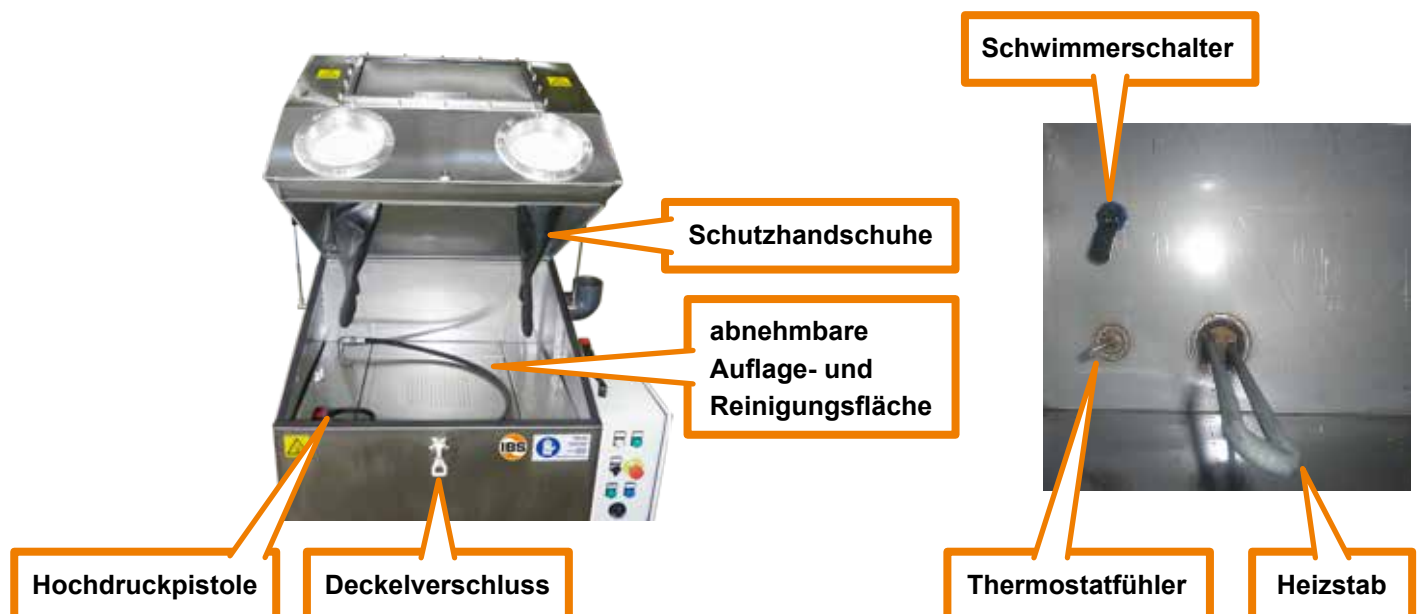 Schwimmerschalter
Schutzhandschuhe
abnehmbare
Auflage- und
Reinigungsfläche
IBS
Hochdruckpistole
Deckelverschluss
Thermostatfühler
Heizstab